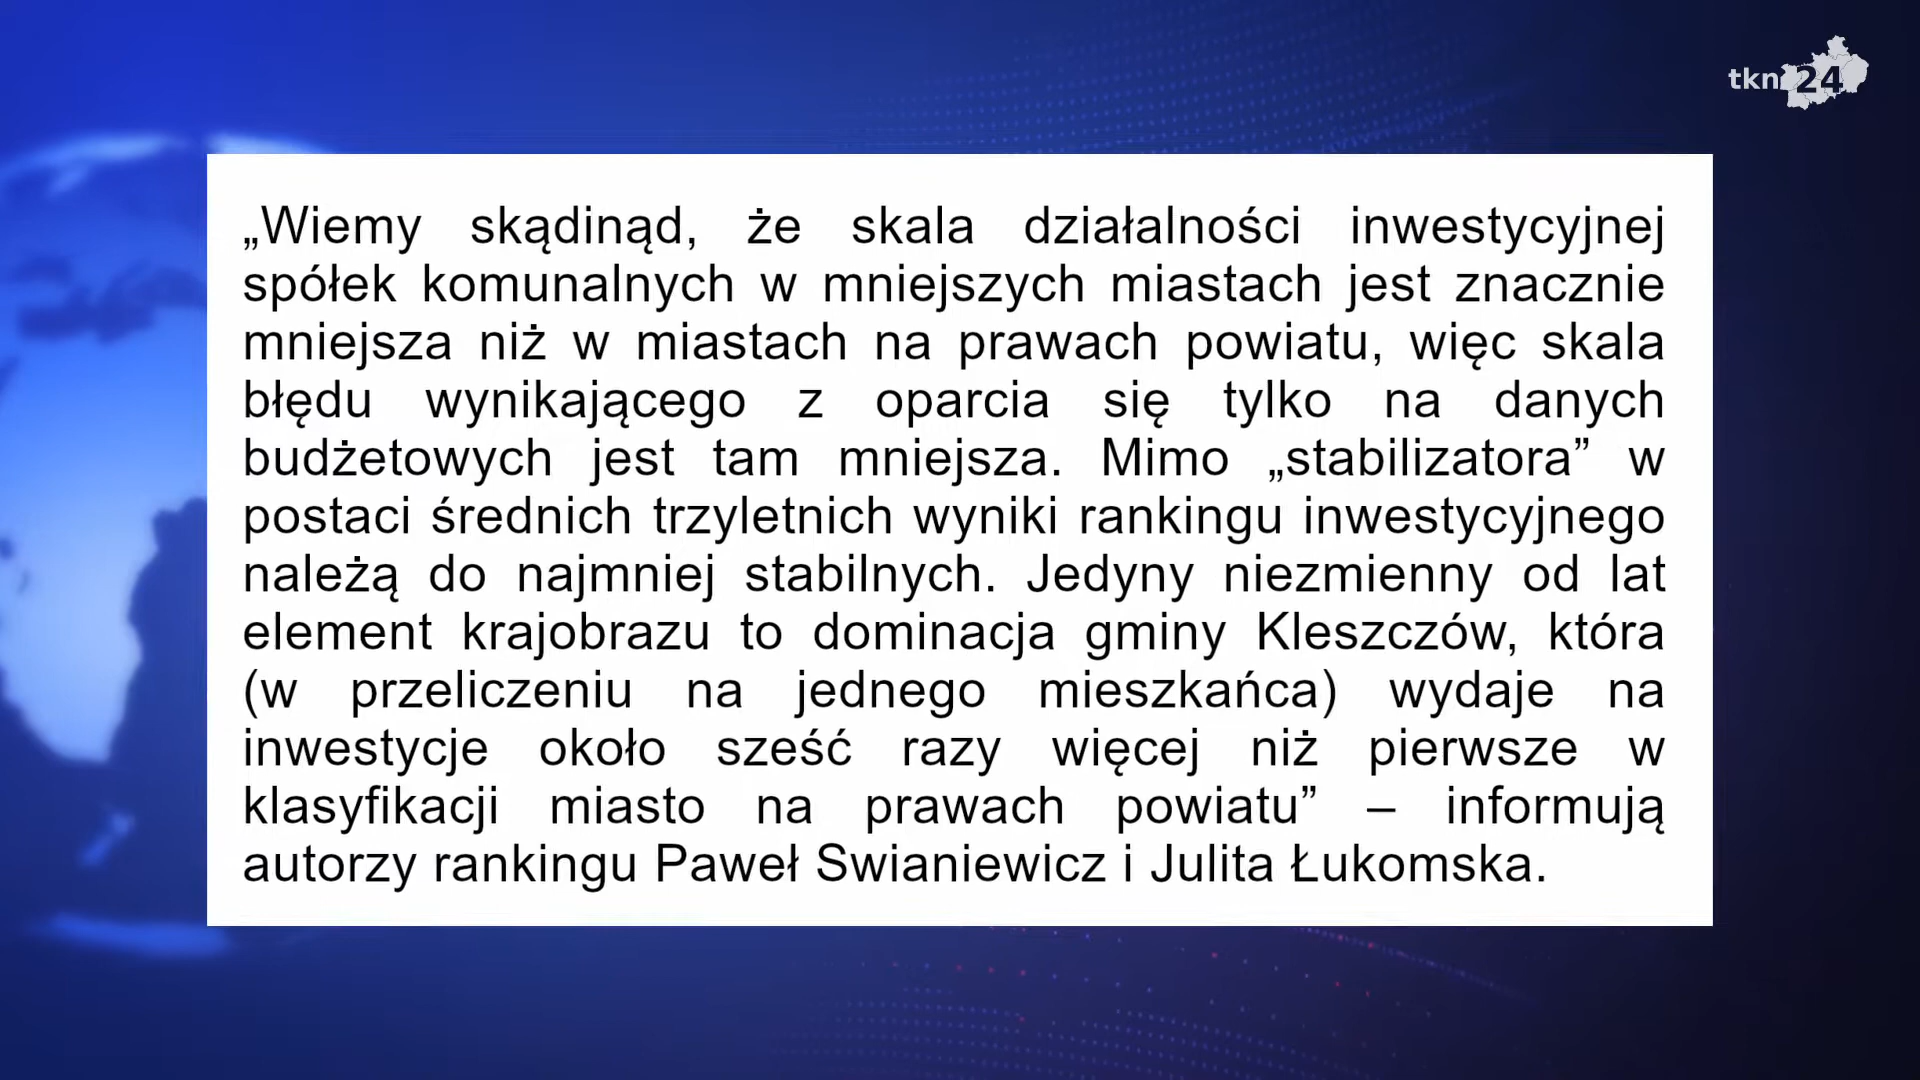 tkn 24
„Wiemy skądinąd, że skala działalności inwestycyjnej
spółek komunalnych w mniejszych miastach jest znacznie
mniejsza niż w miastach na prawach powiatu, więc skala
błędu wynikającego z oparcia się tylko na danych
budżetowych jest tam mniejsza. Mimo „stabilizatora” w
postaci średnich trzyletnich wyniki rankingu inwestycyjnego
należą do najmniej stabilnych. Jedyny niezmienny od lat
element krajobrazu to dominacja gminy Kleszczów, która
(w przeliczeniu na jednego mieszkańca) wydaje na
inwestycje około sześć razy więcej niż pierwsze w
klasyfikacji miasto na prawach powiatu” – informują
autorzy rankingu Paweł Swianiewicz i Julita Łukomska.